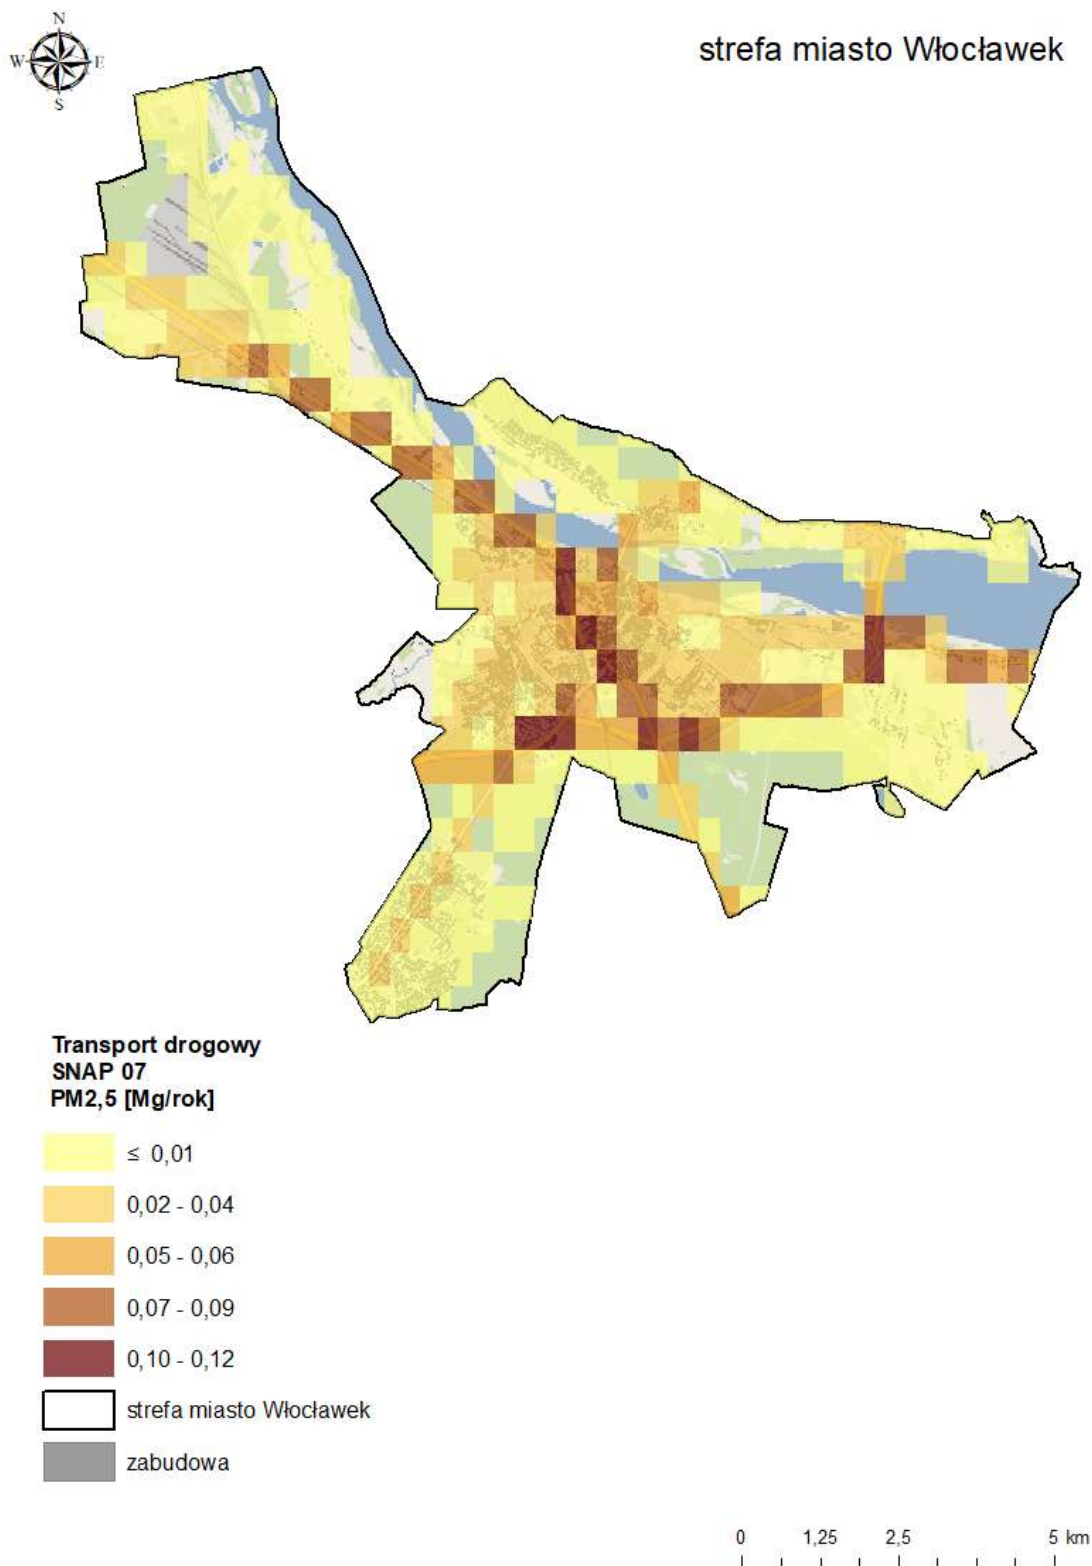 N
W E
S
strefa miasto Włocławek
Transport drogowy
SNAP 07
PM2,5 [Mg/rok]
≤ 0,01
0,02 - 0,04
0,05 - 0,06
0,07 - 0,09
0,10 - 0,12
strefa miasto Włocławek
zabudowa
0 1,25 2,5 5 km